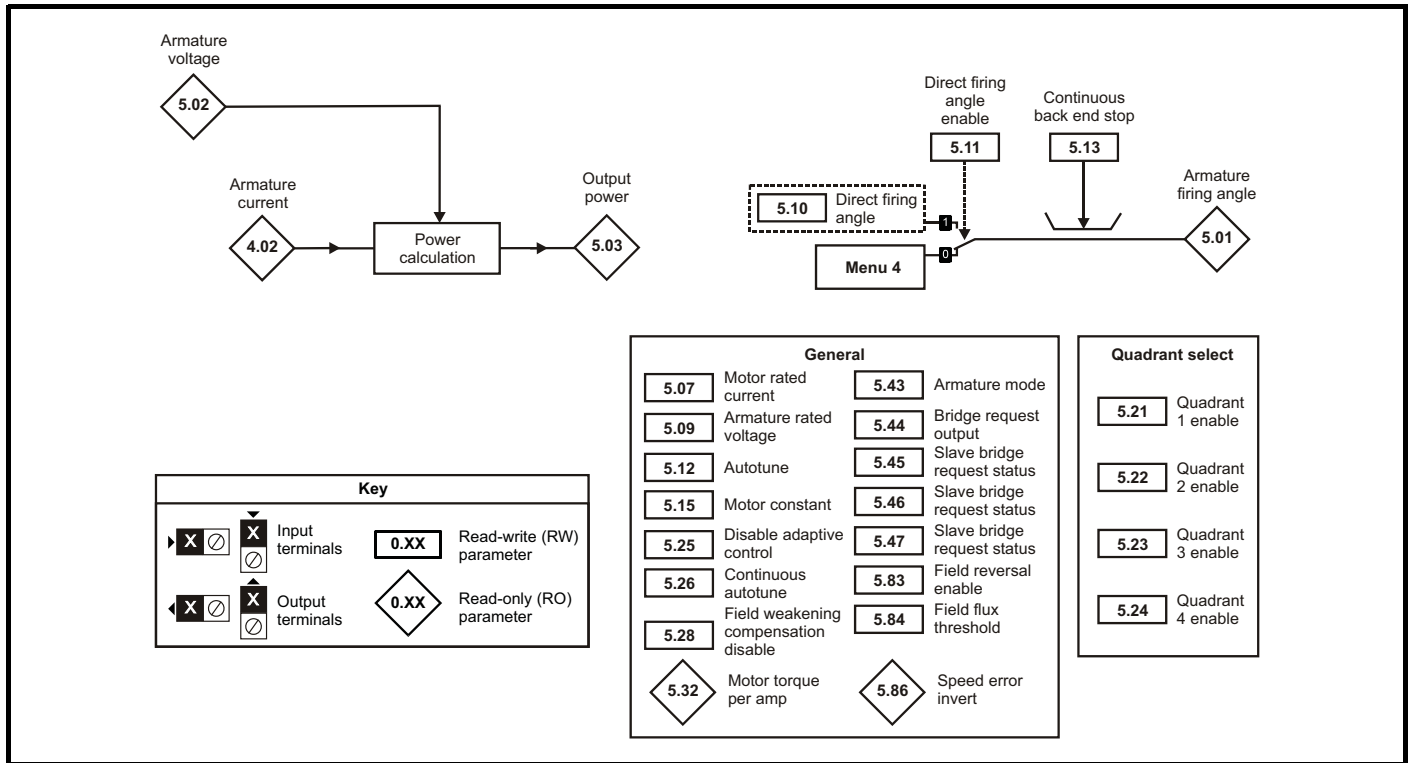 Armature
voltage
5.02
Armature
current
4.02
Power
calculation
Output
power
5.03
Direct firing
angle
enable
5.11
Continuous
back end stop
5.13
5.10
Direct firing
angle
1
Menu 4
0
Armature
firing angle
5.01
Key
X
X
Input
terminals
0.XX
Read-write (RW)
parameter
X
X
Output
terminals
0.XX
Read-only (RO)
parameter
General
5.07
Motor rated
current
5.09
Armature rated
voltage
5.12
Autotune
5.15
Motor constant
5.25
Disable adaptive
control
5.26
Continuous
autotune
5.28
Field weakening
compensation
disable
5.32
Motor torque
per amp
5.43
Armature mode
5.44
Bridge request
output
5.45
Slave bridge
request status
5.46
Slave bridge
request status
5.47
Slave bridge
request status
5.83
Field reversal
enable
5.84
Field flux
threshold
5.86
Speed error
invert
Quadrant select
5.21
Quadrant
1 enable
5.22
Quadrant
2 enable
5.23
Quadrant
3 enable
5.24
Quadrant
4 enable